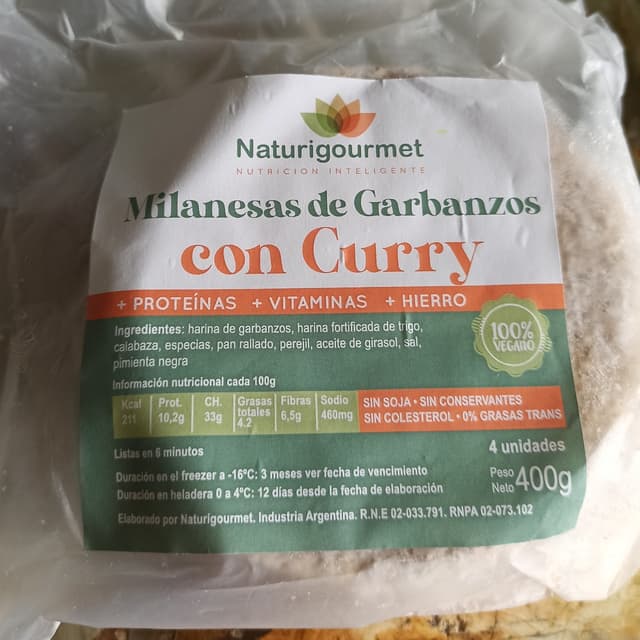 Naturigourmet
NUTRICION INTELIGENTE
Milanesas de Garbanzos
con Curry
+ PROTEÍNAS + VITAMINAS + HIERRO
100%
VEGANO
Ingredientes: harina de garbanzos, harina fortificada de trigo,
calabaza, especias, pan rallado, perejil, aceite de girasol, sal,
pimienta negra
Información nutricional cada 100g
Kcal 211 Prot. 10,2g CH. 33g Grasas totales 4.2 Fibras 6,5g Sodio 460mg
SIN SOJA • SIN CONSERVANTES
SIN COLESTEROL • 0% GRASAS TRANS
Listas en 6 minutos
4 unidades
Duración en el freezer a -16ºC: 3 meses ver fecha de vencimiento
Duración en heladera 0 a 4ºC: 12 días desde la fecha de elaboración
Peso
Neto 400g
Elaborado por Naturigourmet. Industria Argentina. R.N.E 02-033.791. RNPA 02-073.102